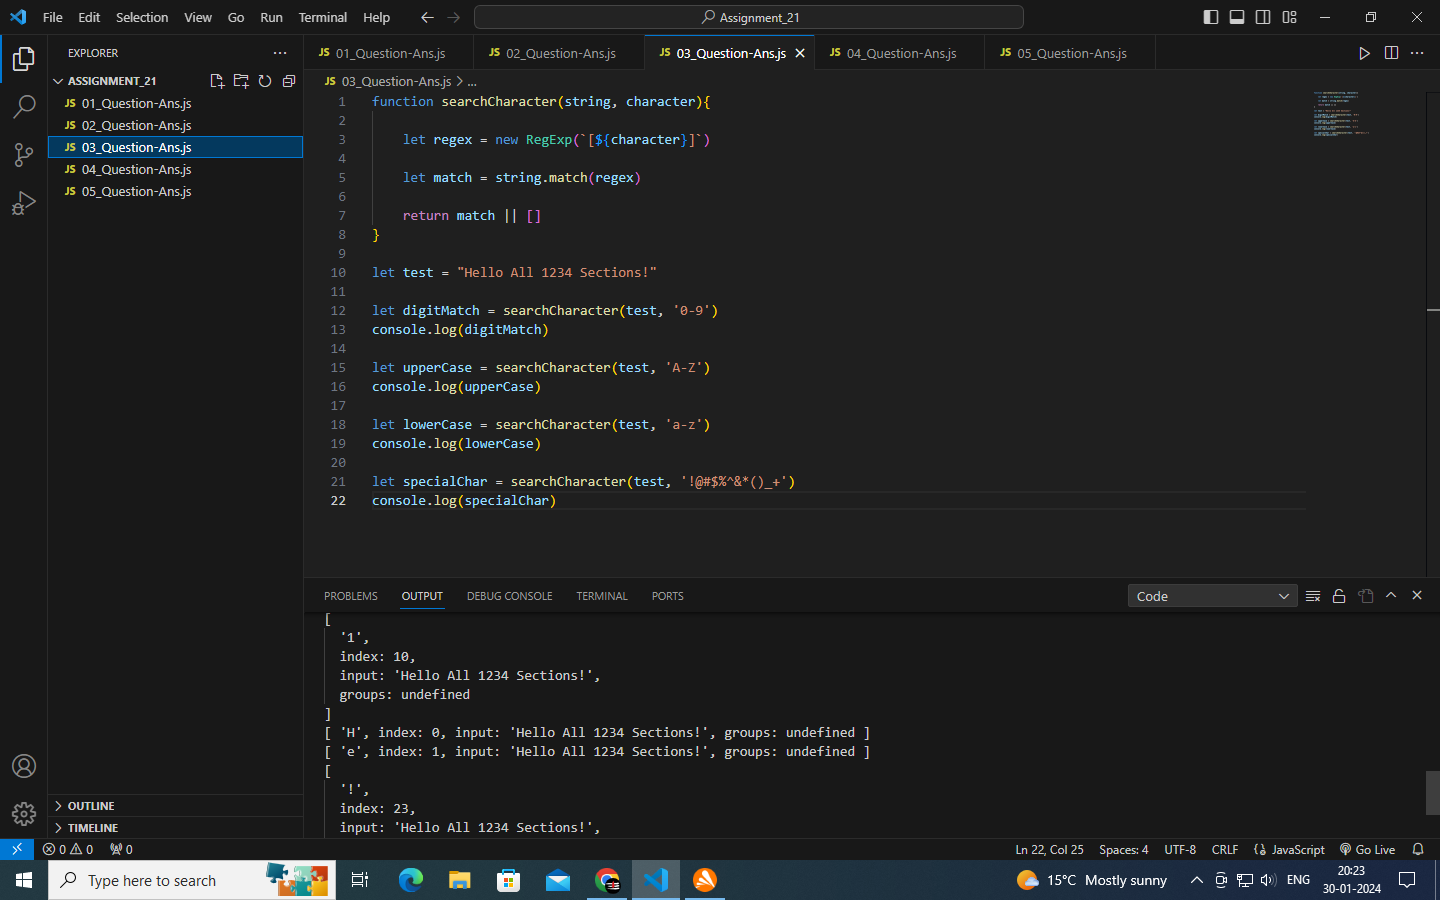 File Edit Selection View Go Run Terminal Help
Assignment_21
EXPLORER
ASSIGNMENT_21
JS 01_Question-Ans.js
JS 02_Question-Ans.js
JS 03_Question-Ans.js
JS 04_Question-Ans.js
JS 05_Question-Ans.js
OUTLINE
TIMELINE
JS 01_Question-Ans.js JS 02_Question-Ans.js JS 03_Question-Ans.js JS 04_Question-Ans.js JS 05_Question-Ans.js
JS 03_Question-Ans.js > ...
1 function searchCharacter(string, character){
2
3     let regex = new RegExp(`[${character}]`)
4
5     let match = string.match(regex)
6
7     return match || []
8 }
9
10 let test = "Hello All 1234 Sections!"
11
12 let digitMatch = searchCharacter(test, '0-9')
13 console.log(digitMatch)
14
15 let upperCase = searchCharacter(test, 'A-Z')
16 console.log(upperCase)
17
18 let lowerCase = searchCharacter(test, 'a-z')
19 console.log(lowerCase)
20
21 let specialChar = searchCharacter(test, '!@#$%^&*()_+')
22 console.log(specialChar)
PROBLEMS OUTPUT DEBUG CONSOLE TERMINAL PORTS Code
[
  '1',
  index: 10,
  input: 'Hello All 1234 Sections!',
  groups: undefined
]
[ 'H', index: 0, input: 'Hello All 1234 Sections!', groups: undefined ]
[ 'e', index: 1, input: 'Hello All 1234 Sections!', groups: undefined ]
[
  '!',
  index: 23,
  input: 'Hello All 1234 Sections!',
0 0 0 Ln 22, Col 25 Spaces: 4 UTF-8 CRLF {} JavaScript Go Live
Type here to search 15°C Mostly sunny ENG 20:23
30-01-2024